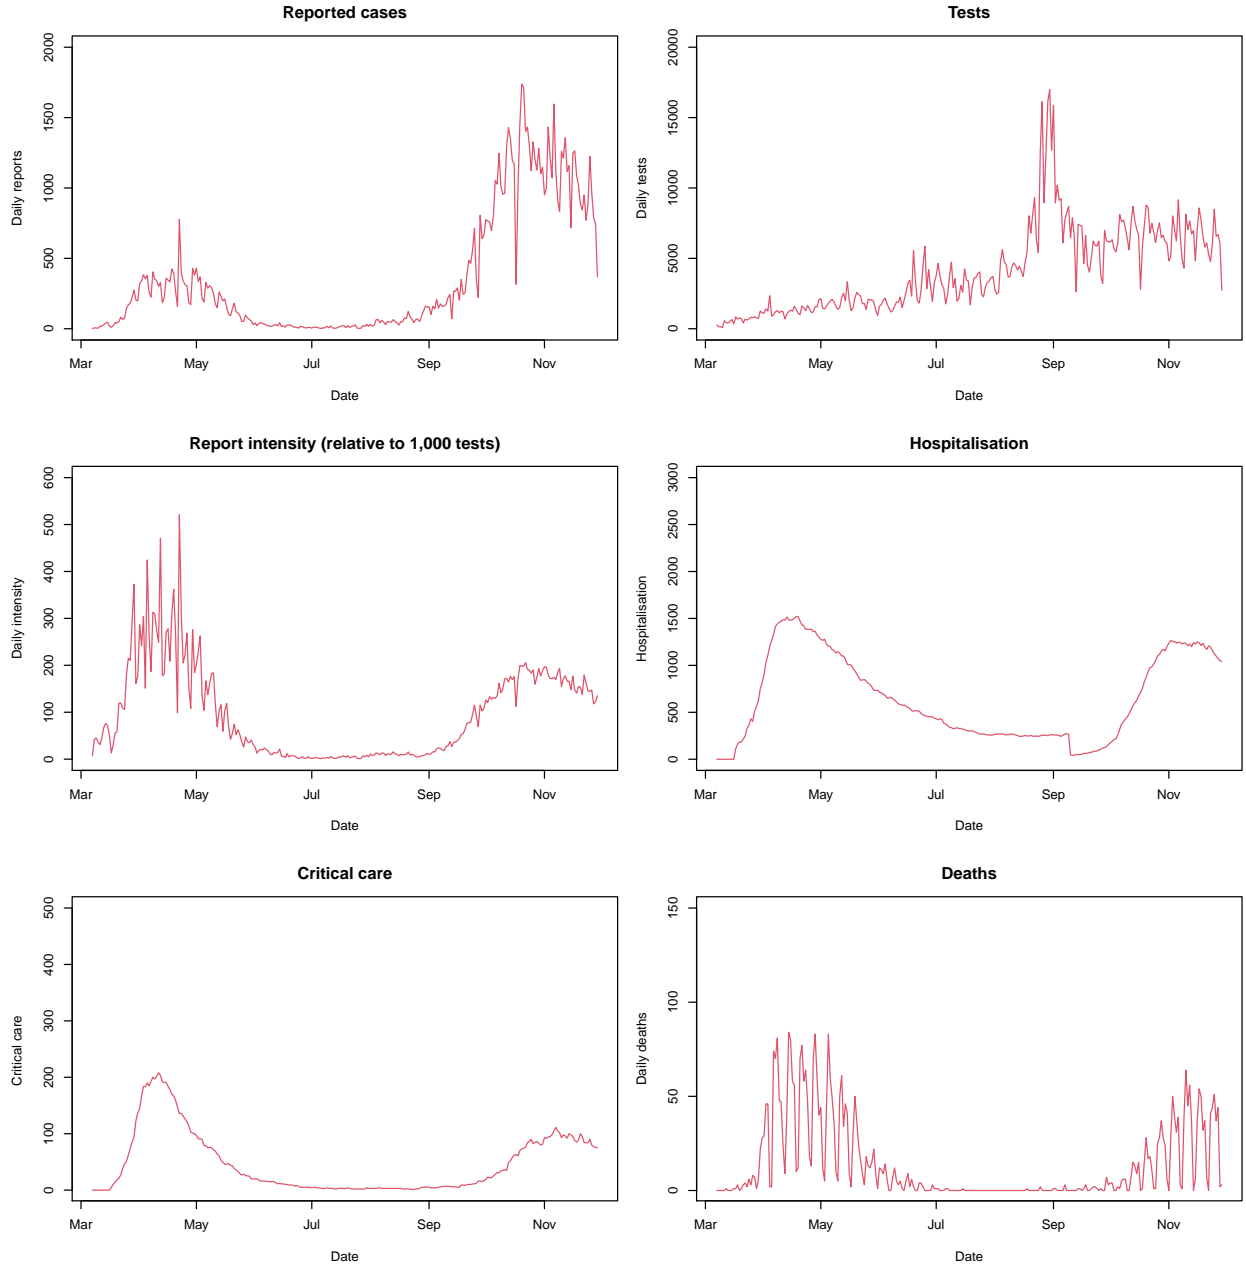 Reported cases
Daily reports
0 500 1000 1500 2000
Mar May Jul Sep Nov
Date
Tests
Daily tests
0 5000 10000 15000 20000
Mar May Jul Sep Nov
Date
Report intensity (relative to 1,000 tests)
Daily intensity
0 100 200 300 400 500 600
Mar May Jul Sep Nov
Date
Hospitalisation
Hospitalisation
0 500 1000 1500 2000 2500 3000
Mar May Jul Sep Nov
Date
Critical care
Critical care
0 100 200 300 400 500
Mar May Jul Sep Nov
Date
Deaths
Daily deaths
0 50 100 150
Mar May Jul Sep Nov
Date